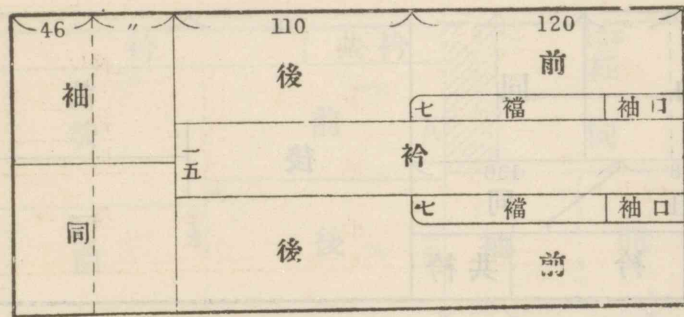 46 〃 110 120
袖 後 前
七 襠 袖口
一五 衿
七 襠 袖口
同 後 前